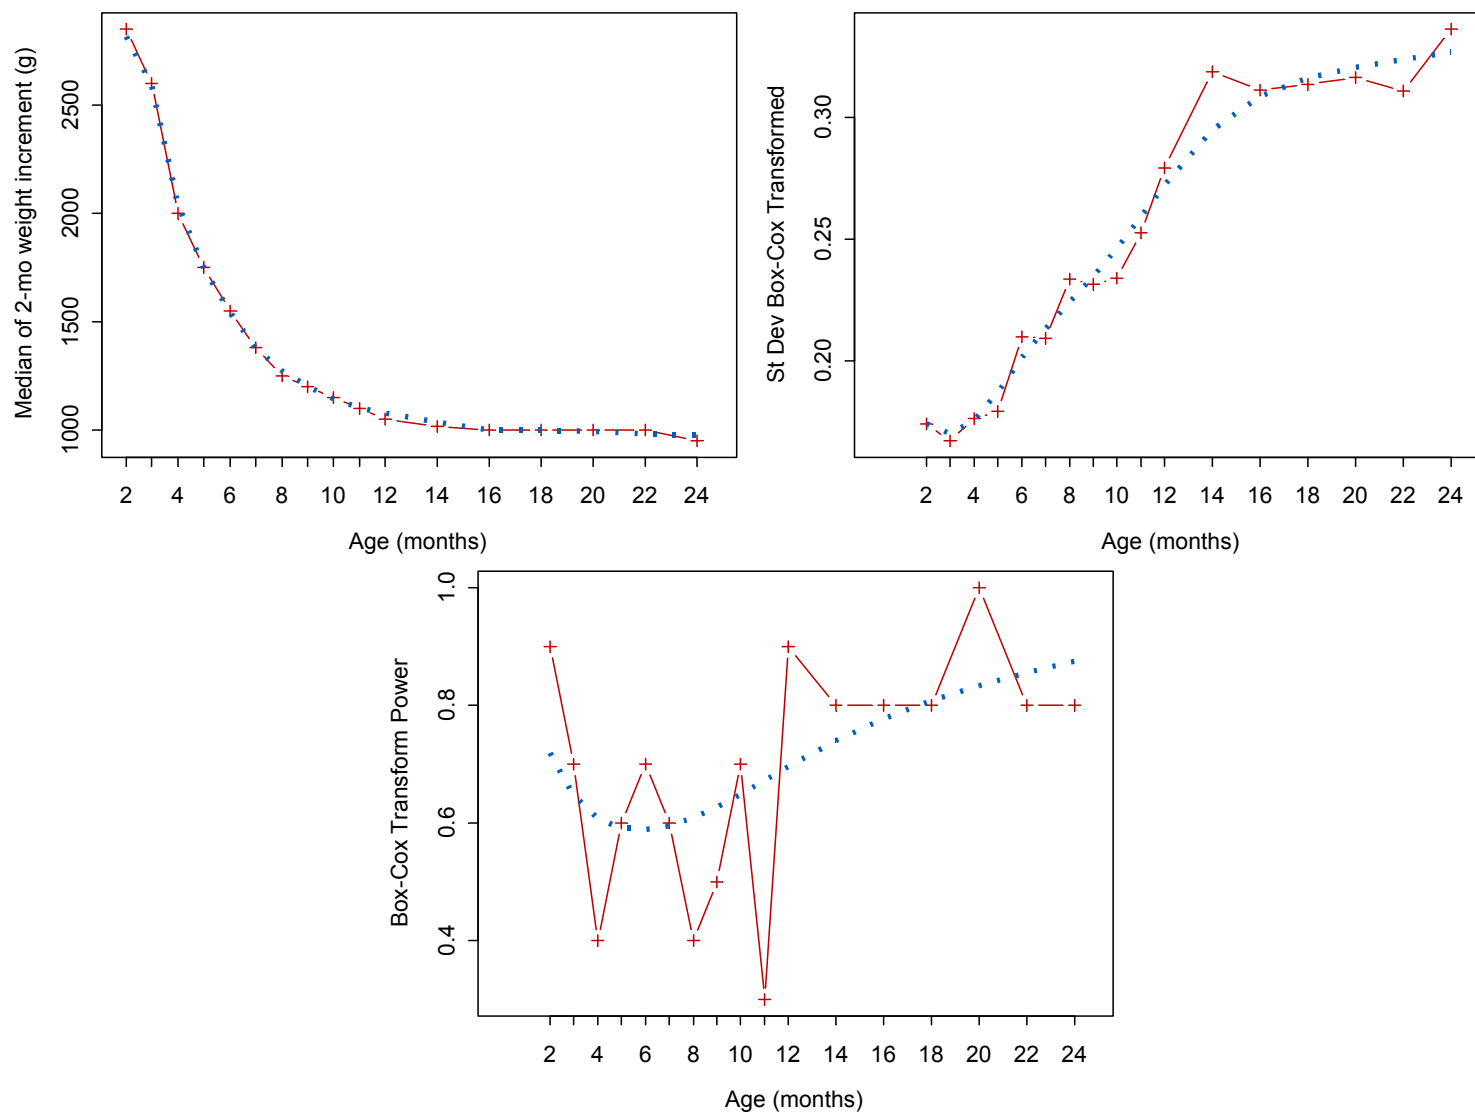 Median of 2-mo weight increment (g)
2500
2000
1500
1000
2 4 6 8 10 12 14 16 18 20 22 24
Age (months)
St Dev Box-Cox Transformed
0.30
0.25
0.20
2 4 6 8 10 12 14 16 18 20 22 24
Age (months)
Box-Cox Transform Power
1.0
0.8
0.6
0.4
2 4 6 8 10 12 14 16 18 20 22 24
Age (months)